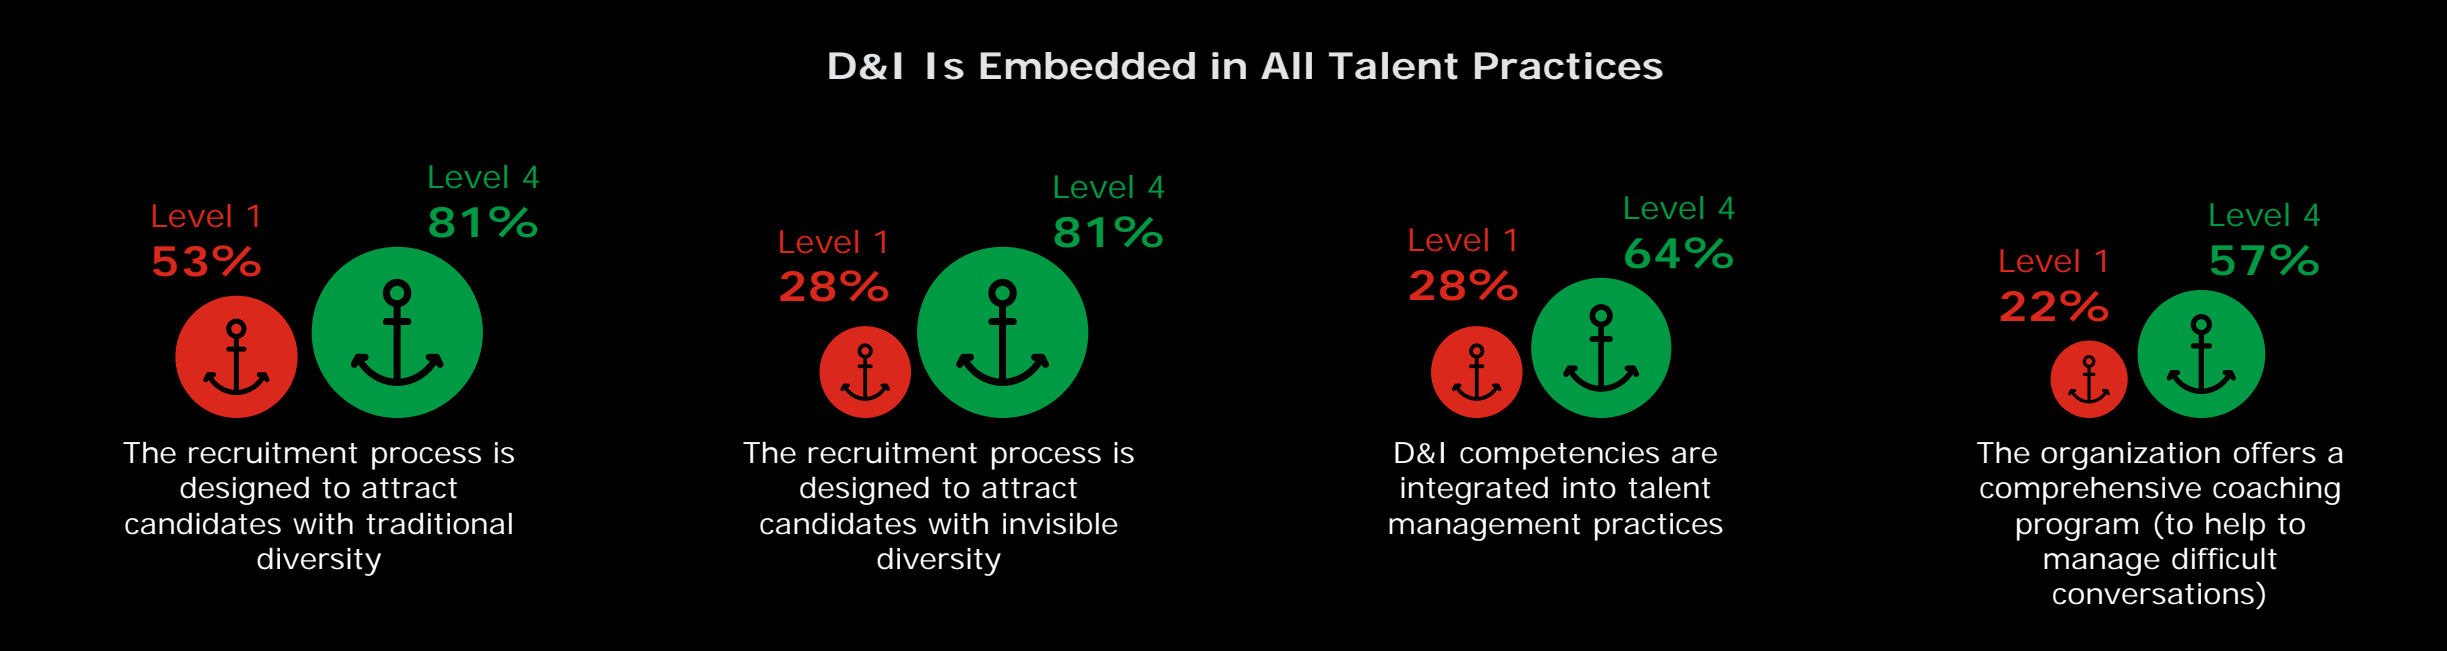 D&I Is Embedded in All Talent Practices
Level 1
53%
Level 4
81%
The recruitment process is
designed to attract
candidates with traditional
diversity
Level 1
28%
Level 4
81%
The recruitment process is
designed to attract
candidates with invisible
diversity
Level 1
28%
Level 4
64%
D&I competencies are
integrated into talent
management practices
Level 1
22%
Level 4
57%
The organization offers a
comprehensive coaching
program (to help to
manage difficult
conversations)